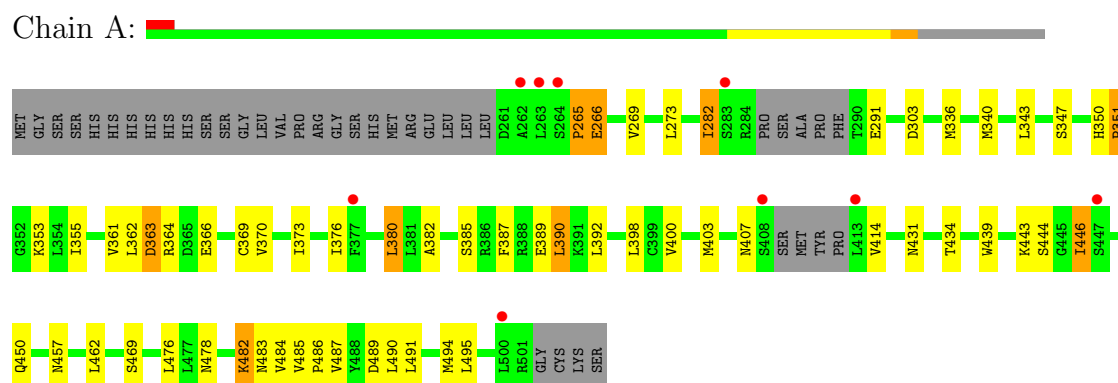 Chain A:
MET GLY SER SER HIS HIS HIS HIS HIS HIS SER SER GLY LEU VAL PRO ARG GLY SER HIS MET ARG GLU LEU LEU LEU D261 A262 L263 S264 P265 E266 V269 L273 I282 S283 R284 PRO SER ALA PRO PHE T290 E291 D303 M336 M340 L343 S347 H350 P351
G352 K353 L354 I355 V361 L362 D363 R364 D365 E366 C369 V370 I373 I376 F377 L380 L381 A382 S385 R386 F387 R388 E389 L390 K391 L392 L398 C399 V400 M403 N407 S408 SER MET TYR PRO L413 V414 N431 T434 W439 K443 S444 G445 I446 S447
Q450 N457 L462 S469 L476 L477 N478 K482 N483 V484 V485 P486 V487 Y488 D489 L490 L491 M494 L495 L500 R501 GLY CYS LYS SER